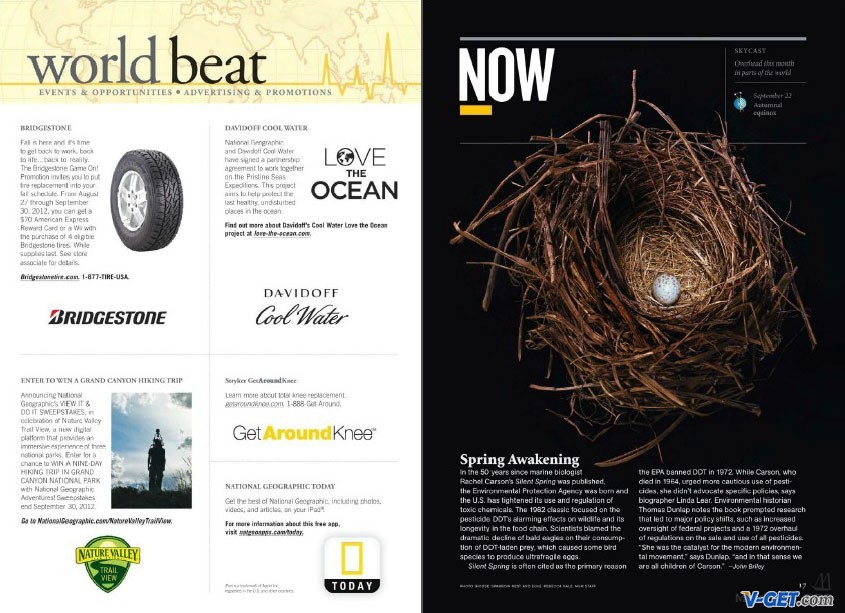 world beat
EVENTS & OPPORTUNITIES • ADVERTISING & PROMOTIONS
BRIDGESTONE
Fall is here and it's time
to get back to work, back
to life...back to reality.
The Bridgestone Game On!
Promotion invites you to put
tire replacement into your
fall schedule. From August
27 through September
30, 2012, you can get a
$70 American Express
Reward Card or a Wii with
the purchase of 4 eligible
Bridgestone tires. While
supplies last. See store
associate for details.
Bridgestonetire.com. 1-877-TIRE-USA.
BRIDGESTONE
DAVIDOFF COOL WATER
National Geographic
and Davidoff Cool Water
have signed a partnership
agreement to work together
on the Pristine Seas
Expeditions. This project
aims to help protect the
last healthy, undisturbed
places in the ocean.
LOVE
THE
OCEAN
Find out more about Davidoff's Cool Water Love the Ocean
project at love-the-ocean.com.
DAVIDOFF
Cool Water
ENTER TO WIN A GRAND CANYON HIKING TRIP
Announcing National
Geographic's VIEW IT &
DO IT SWEEPSTAKES, in
celebration of Nature Valley
Trail View, a new digital
platform that provides an
immersive experience of three
national parks. Enter for a
chance to WIN A NINE-DAY
HIKING TRIP IN GRAND
CANYON NATIONAL PARK
with National Geographic
Adventures! Sweepstakes
end September 30, 2012.
Go to NationalGeographic.com/NatureValleyTrailView.
NATURE VALLEY
TRAIL
VIEW
Stryker GetAroundKnee
Learn more about total knee replacement.
getaroundknee.com. 1-888-Get-Around.
GetAroundKnee™
NATIONAL GEOGRAPHIC TODAY
Get the best of National Geographic, including photos,
videos, and articles, on your iPad®.
For more information about this free app,
visit natgeoapps.com/today.
iPad is a trademark of Apple Inc.,
registered in the U.S. and other countries.
TODAY
NOW
SKYCAST
Overhead this month
in parts of the world
September 22
Autumnal
equinox
Spring Awakening
In the 50 years since marine biologist
Rachel Carson's Silent Spring was published,
the Environmental Protection Agency was born and
the U.S. has tightened its use and regulation of
toxic chemicals. The 1962 classic focused on the
pesticide DDT's alarming effects on wildlife and its
longevity in the food chain. Scientists blamed the
dramatic decline of bald eagles on their consump-
tion of DDT-laden prey, which caused some bird
species to produce ultrafragile eggs.
Silent Spring is often cited as the primary reason
the EPA banned DDT in 1972. While Carson, who
died in 1964, urged more cautious use of pesti-
cides, she didn't advocate specific policies, says
biographer Linda Lear. Environmental historian
Thomas Dunlap notes the book prompted research
that led to major policy shifts, such as increased
oversight of federal projects and a 1972 overhaul
of regulations on the sale and use of all pesticides.
"She was the catalyst for the modern environmen-
tal movement," says Dunlap, "and in that sense we
are all children of Carson." —John Briley
17
V-GET.com